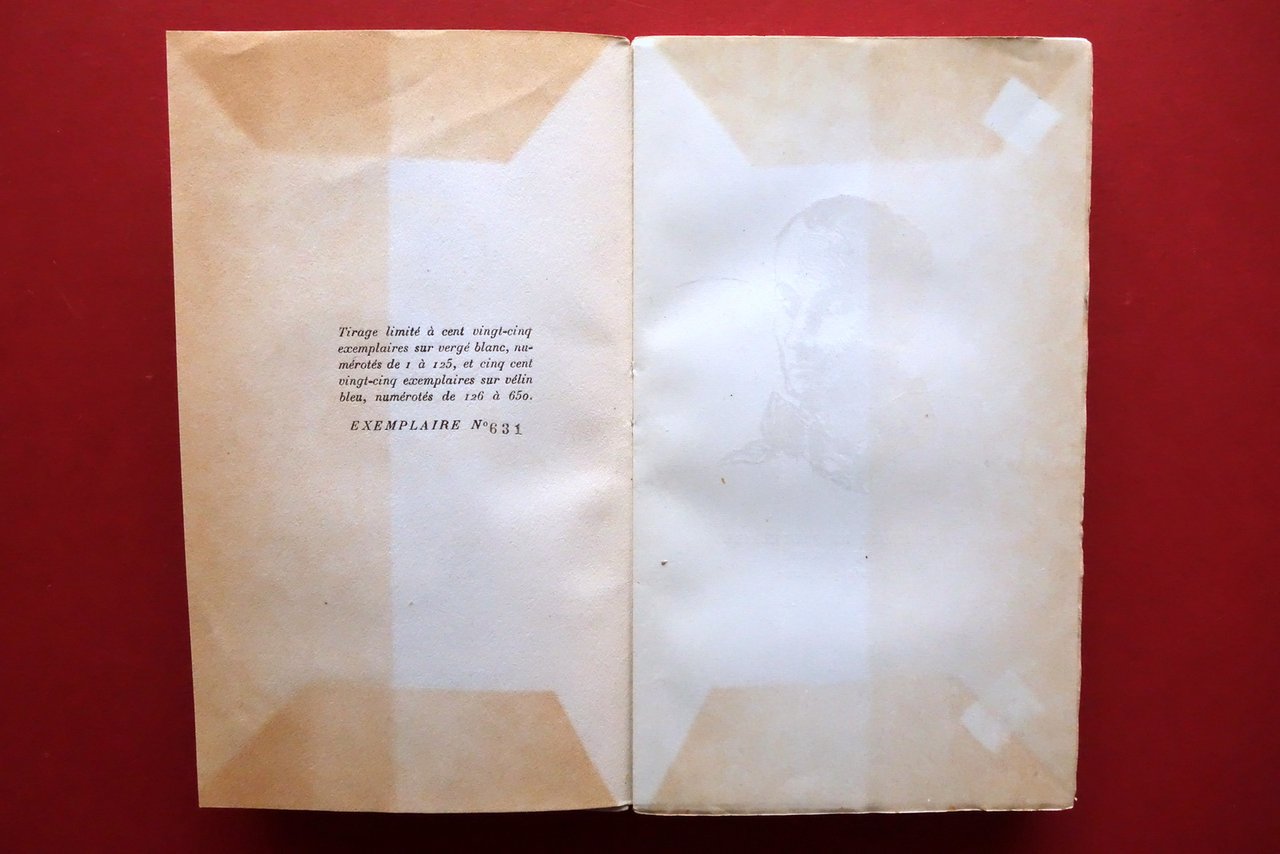 Tirage limité à cent vingt-cinq
exemplaires sur vergé blanc, nu-
mérotés de 1 à 125, et cinq cent
vingt-cinq exemplaires sur vélin
bleu, numérotés de 126 à 650.
EXEMPLAIRE Nº 631